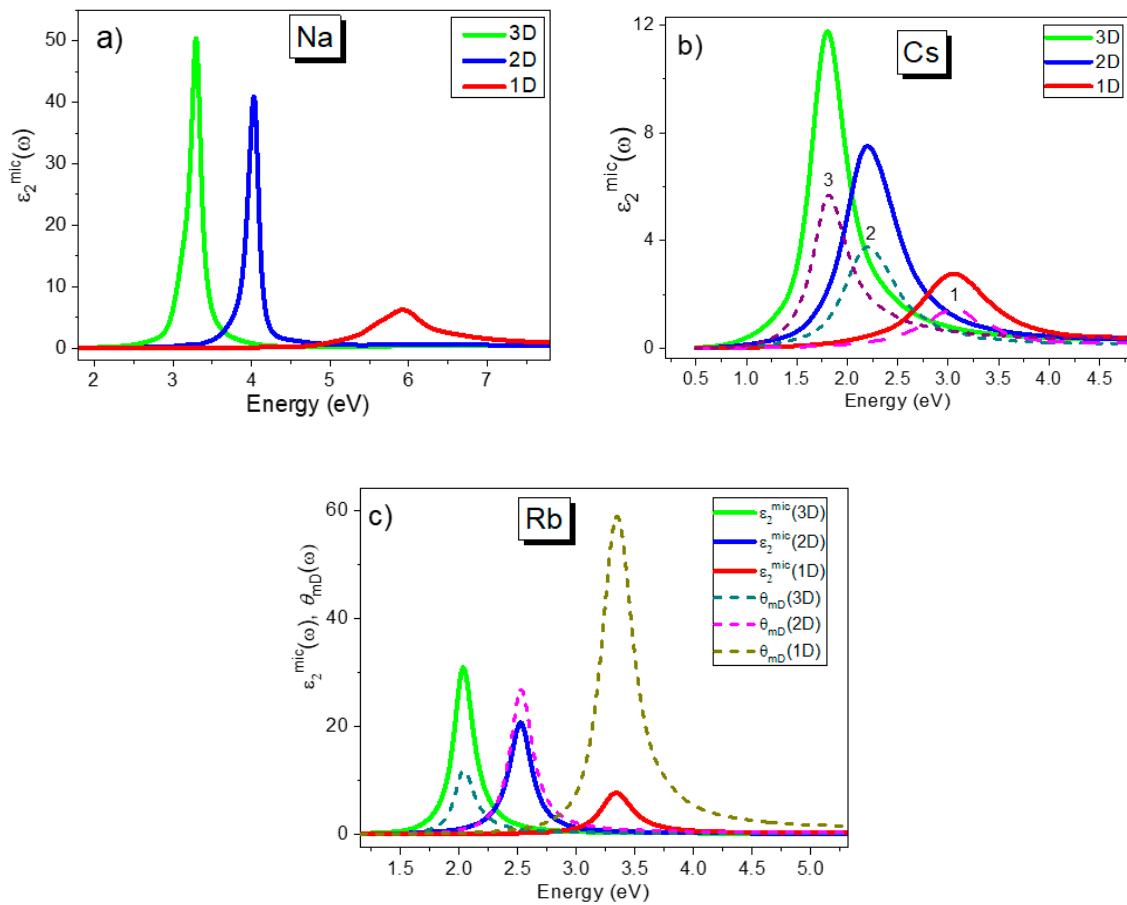 a)
Na
3D
2D
1D
ε₂ᵐⁱᶜ(ω)
50
40
30
20
10
0
2 3 4 5 6 7
Energy (eV)
b)
Cs
3D
2D
1D
ε₂ᵐⁱᶜ(ω)
12
8
4
0
3
2
1
0.5 1.0 1.5 2.0 2.5 3.0 3.5 4.0 4.5
Energy (eV)
c)
Rb
ε₂ᵐⁱᶜ(3D)
ε₂ᵐⁱᶜ(2D)
ε₂ᵐⁱᶜ(1D)
θmD(3D)
θmD(2D)
θmD(1D)
ε₂ᵐⁱᶜ(ω), θmD(ω)
60
40
20
0
1.5 2.0 2.5 3.0 3.5 4.0 4.5 5.0
Energy (eV)